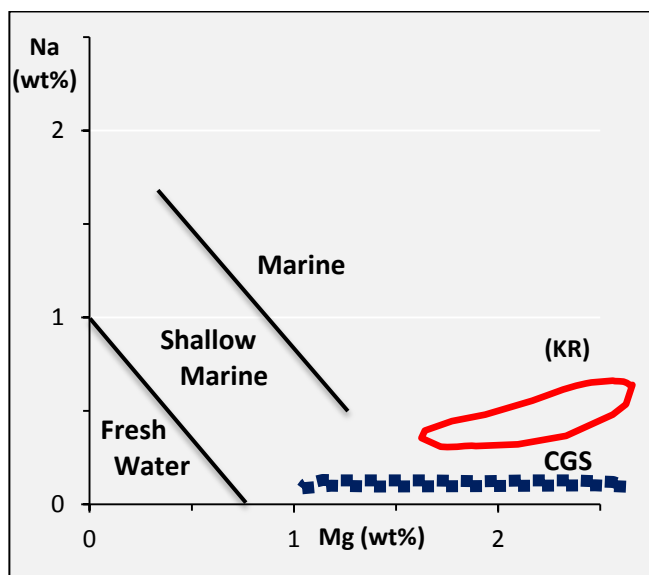 Na
(wt%)
2
Marine
1
Shallow
Marine
(KR)
Fresh
Water
CGS
0
0
1
2
Mg (wt%)